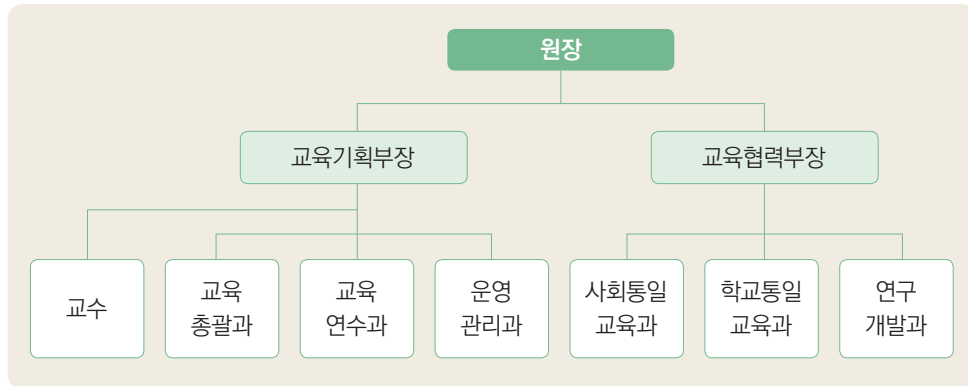 원장
교육기획부장
교육협력부장
교수
교육
총괄과
교육
연수과
운영
관리과
사회통일
교육과
학교통일
교육과
연구
개발과